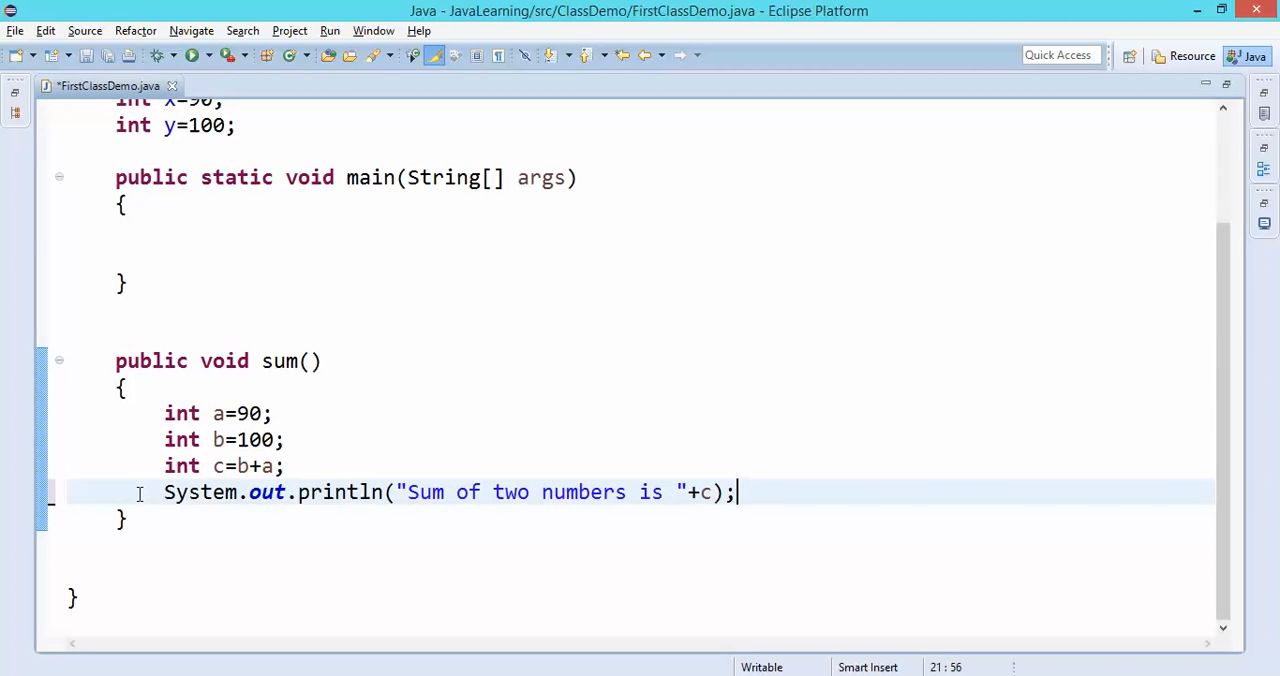 Java - JavaLearning/src/ClassDemo/FirstClassDemo.java - Eclipse Platform
File Edit Source Refactor Navigate Search Project Run Window Help
Quick Access Resource Java
*FirstClassDemo.java
int x=90;
int y=100;
public static void main(String[] args)
{
}
public void sum()
{
int a=90;
int b=100;
int c=b+a;
System.out.println("Sum of two numbers is "+c);
}
}
Writable Smart Insert 21 : 56